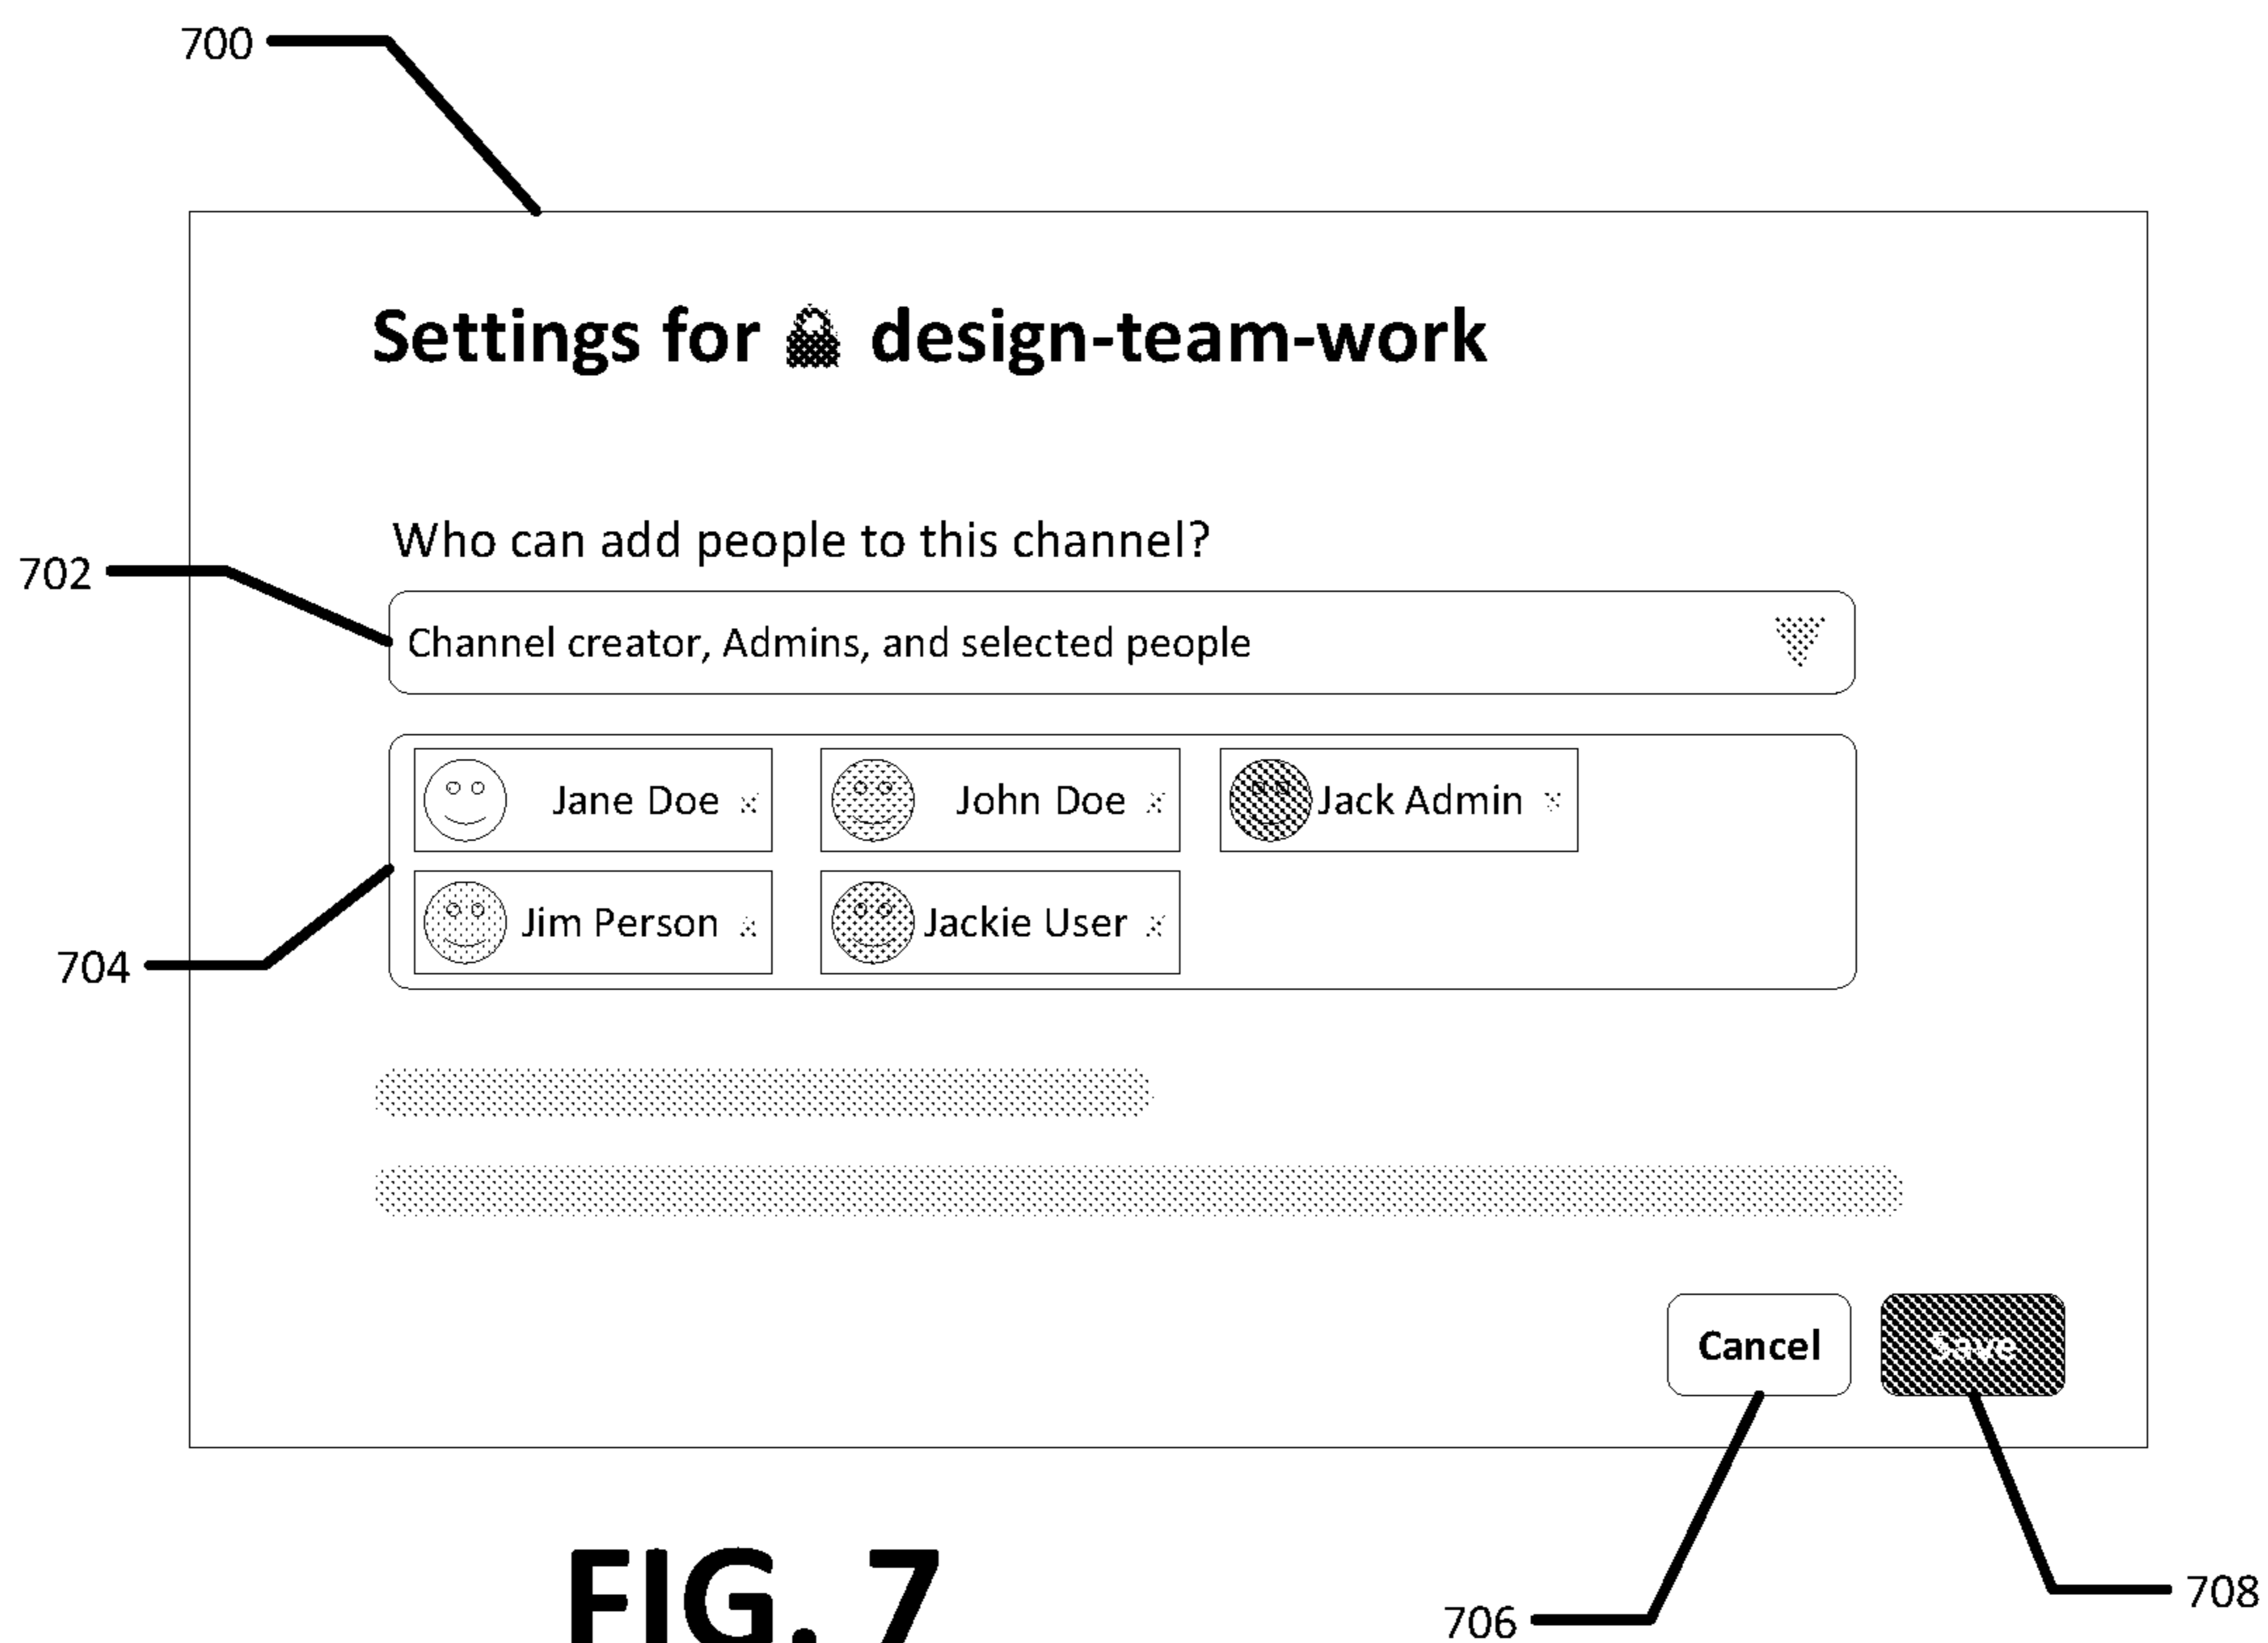 700
Settings for design-team-work
Who can add people to this channel?
702
Channel creator, Admins, and selected people
Jane Doe x John Doe x Jack Admin x
704
Jim Person x Jackie User x
Cancel Save
706
708
FIG. 7